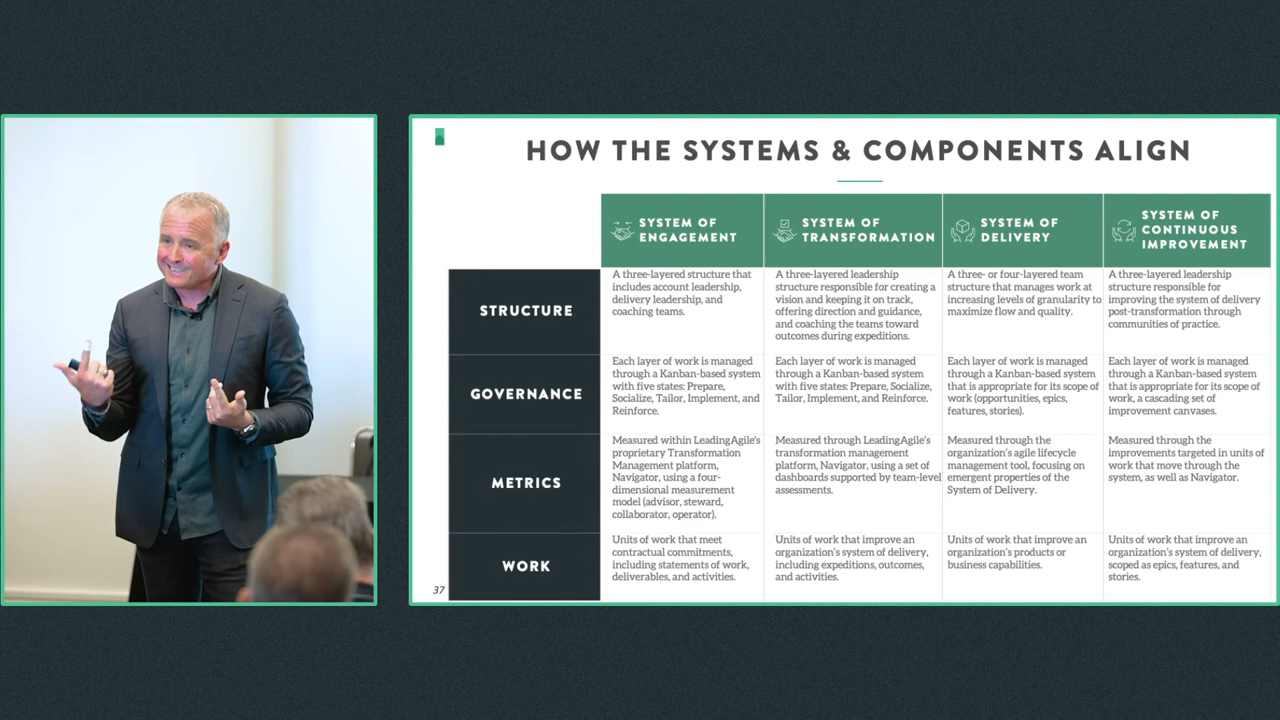 HOW THE SYSTEMS & COMPONENTS ALIGN
SYSTEM OF
ENGAGEMENT
SYSTEM OF
TRANSFORMATION
SYSTEM OF
DELIVERY
SYSTEM OF
CONTINUOUS
IMPROVEMENT
STRUCTURE
A three-layered structure that
includes account leadership,
delivery leadership, and
coaching teams.
A three-layered leadership
structure responsible for creating a
vision and keeping it on track,
offering direction and guidance,
and coaching the teams toward
outcomes during expeditions.
A three- or four-layered team
structure that manages work at
increasing levels of granularity to
maximize flow and quality.
A three-layered leadership
structure responsible for
improving the system of delivery
post-transformation through
communities of practice.
GOVERNANCE
Each layer of work is managed
through a Kanban-based system
with five states: Prepare,
Socialize, Tailor, Implement, and
Reinforce.
Each layer of work is managed
through a Kanban-based system
with five states: Prepare, Socialize,
Tailor, Implement, and Reinforce.
Each layer of work is managed
through a Kanban-based system
that is appropriate for its scope of
work (opportunities, epics,
features, stories).
Each layer of work is managed
through a Kanban-based system
that is appropriate for its scope of
work, a cascading set of
improvement canvases.
METRICS
Measured within LeadingAgile's
proprietary Transformation
Management platform,
Navigator, using a four-
dimensional measurement
model (advisor, steward,
collaborator, operator).
Measured through LeadingAgile's
transformation management
platform, Navigator, using a set of
dashboards supported by team-level
assessments.
Measured through the
organization's agile lifecycle
management tool, focusing on
emergent properties of the
System of Delivery.
Measured through the
improvements targeted in units of
work that move through the
system, as well as Navigator.
WORK
Units of work that meet
contractual commitments,
including statements of work,
deliverables, and activities.
Units of work that improve an
organization's system of delivery,
including expeditions, outcomes,
and activities.
Units of work that improve an
organization's products or
business capabilities.
Units of work that improve an
organization's system of delivery,
scoped as epics, features, and
stories.
37